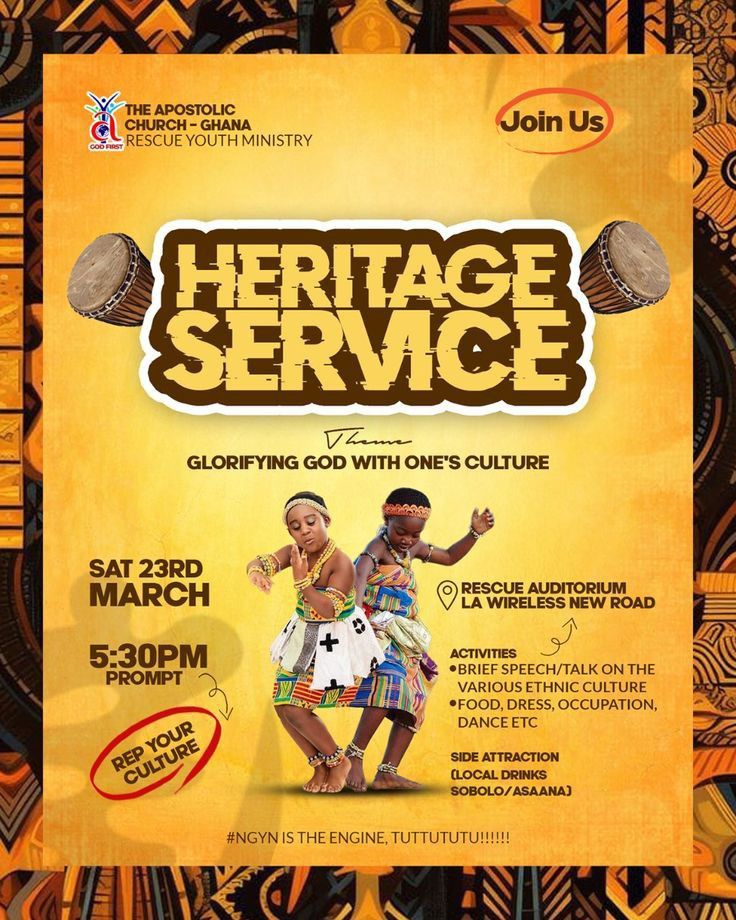 THE APOSTOLIC
CHURCH - GHANA
RESCUE YOUTH MINISTRY
GOD FIRST
Join Us
HERITAGE
SERVICE
Theme
GLORIFYING GOD WITH ONE'S CULTURE
SAT 23RD
MARCH
5:30PM
PROMPT
REP YOUR
CULTURE
RESCUE AUDITORIUM
LA WIRELESS NEW ROAD
ACTIVITIES
•BRIEF SPEECH/TALK ON THE
VARIOUS ETHNIC CULTURE
•FOOD, DRESS, OCCUPATION,
DANCE ETC
SIDE ATTRACTION
(LOCAL DRINKS
SOBOLO/ASAANA)
#NGYN IS THE ENGINE, TUTTUTUTU!!!!!!